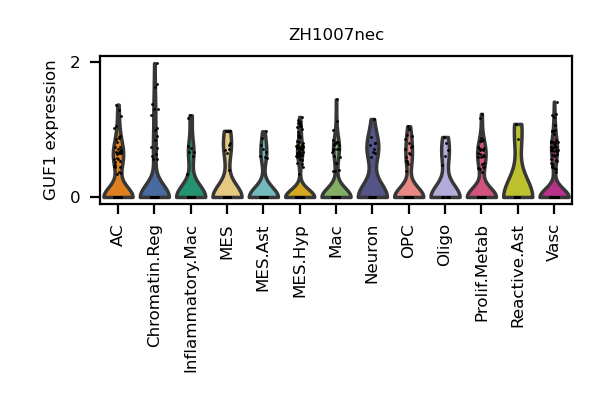 ZH1007nec
GUF1 expression
2
0
AC
Chromatin.Reg
Inflammatory.Mac
MES
MES.Ast
MES.Hyp
Mac
Neuron
OPC
Oligo
Prolif.Metab
Reactive.Ast
Vasc